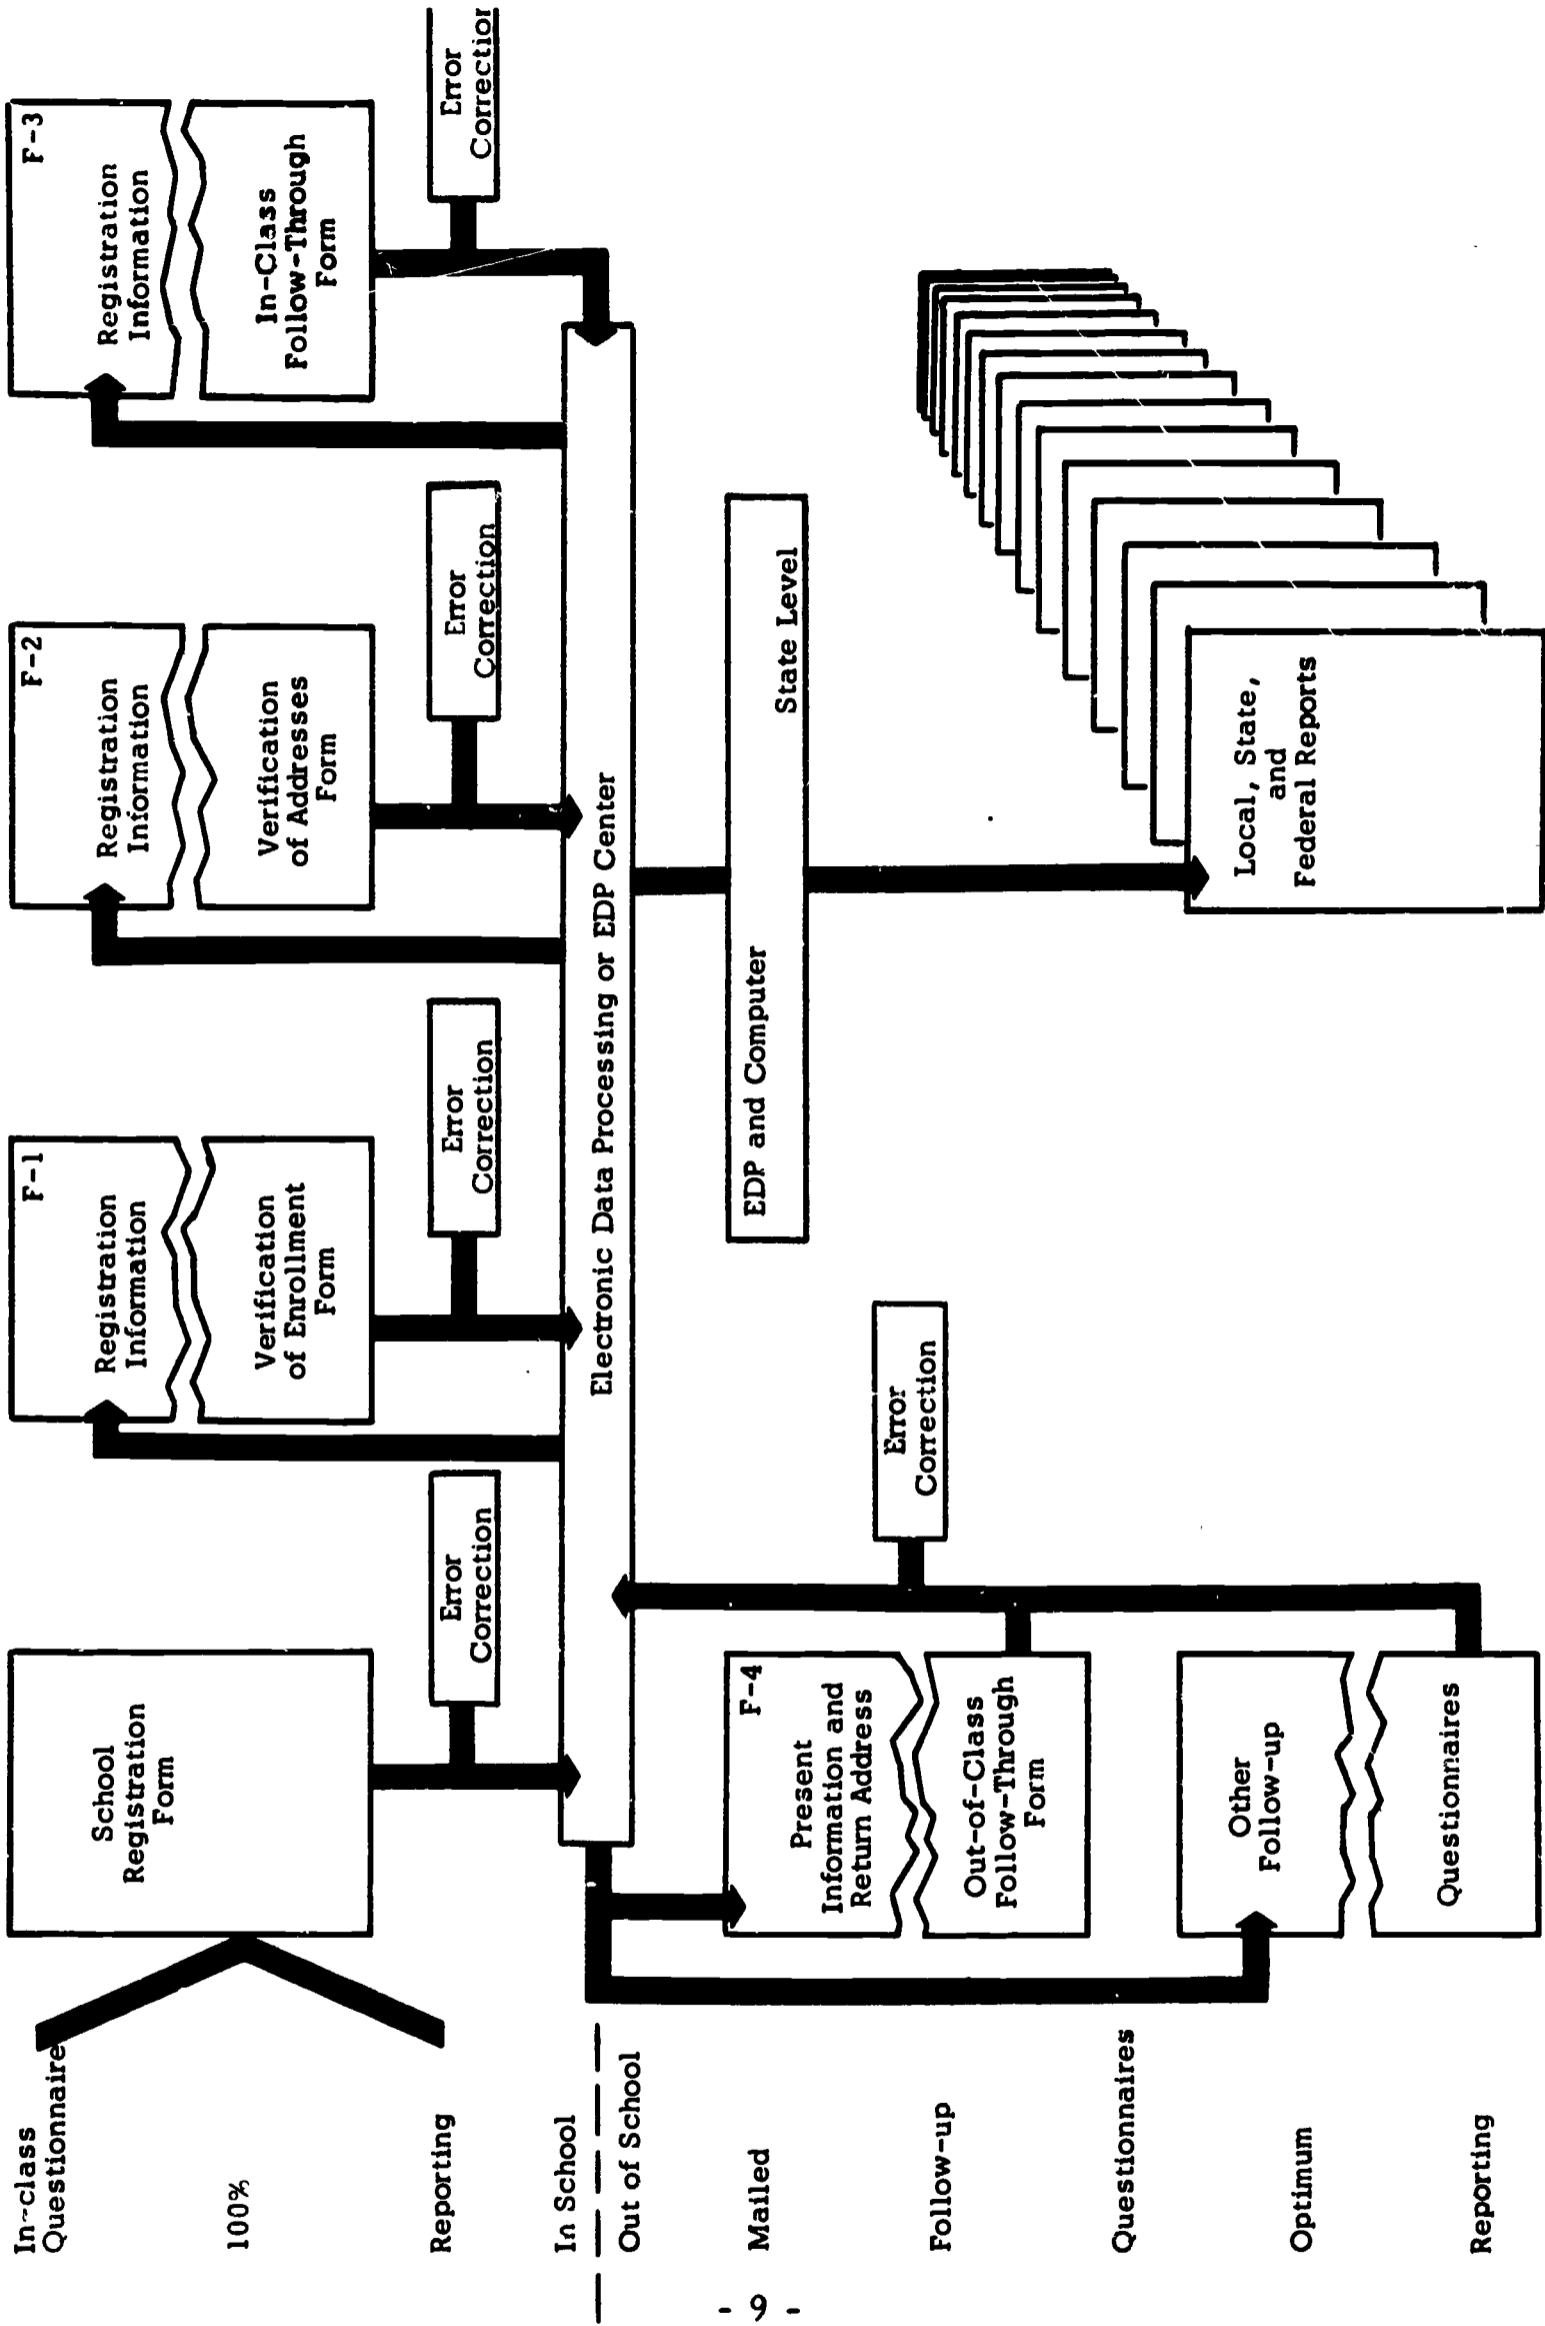 In-class
Questionnaire
100%
Reporting
School
Registration
Form
Error
Correction
F-1
Registration
Information
Verification
of Enrollment
Form
Error
Correction
F-2
Registration
Information
Verification
of Addresses
Form
Error
Correction
F-3
Registration
Information
In-Class
Follow-Through
Form
Error
Correction
In School
Out of School
Electronic Data Processing or EDP Center
Mailed
Follow-up
Questionnaires
Optimum
Reporting
F-4
Present
Information and
Return Address
Out-of-Class
Follow-Through
Form
Error
Correction
Other
Follow-up
Questionnaires
EDP and Computer
State Level
Local, State,
and
Federal Reports
- 9 -